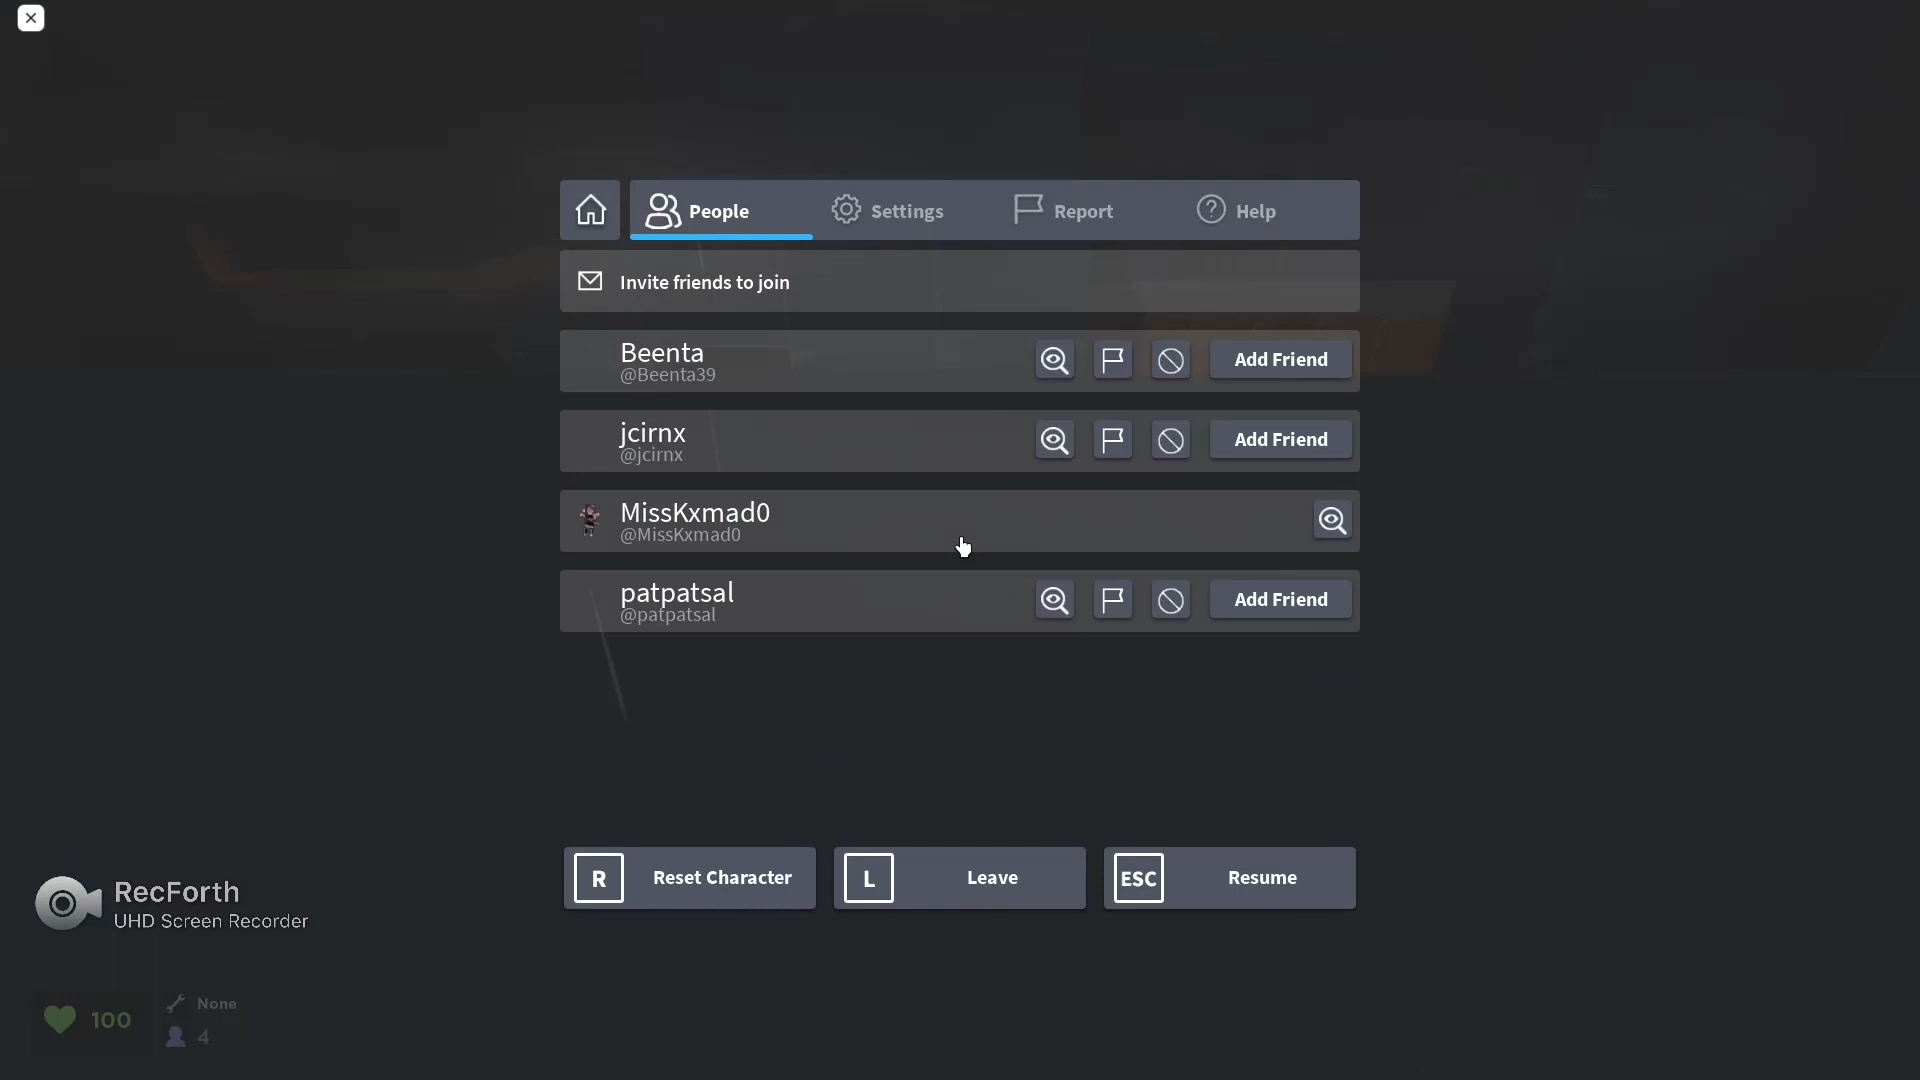 People
Settings
Report
Help
Invite friends to join
Beenta
@Beenta39
Add Friend
jcirnx
@jcirnx
Add Friend
MissKxmad0
@MissKxmad0
patpatsal
@patpatsal
Add Friend
R Reset Character
L Leave
ESC Resume
RecForth
UHD Screen Recorder
100
None
4